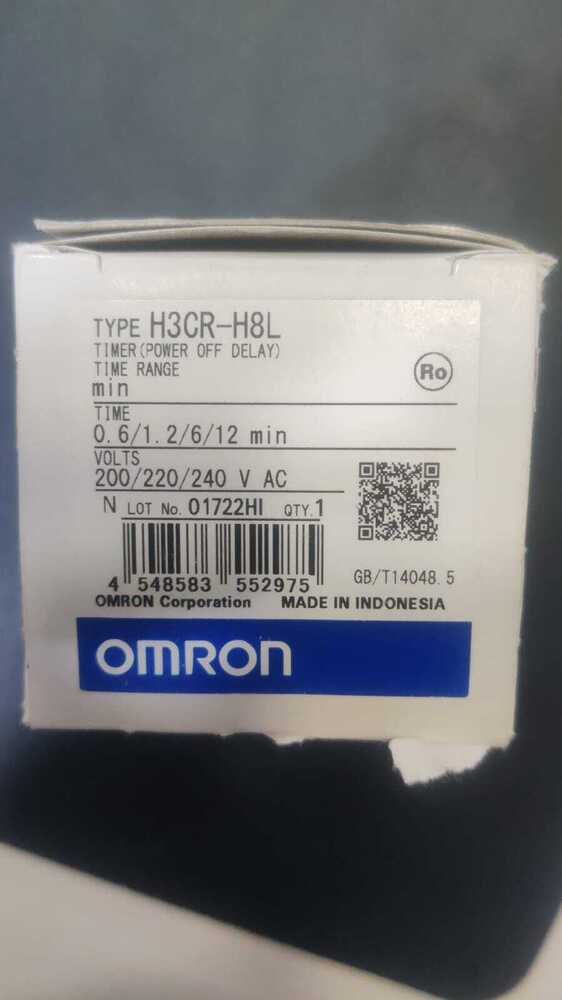 TYPE H3CR-H8L
TIMER(POWER OFF DELAY)
TIME RANGE
min
Ro
TIME
0.6/1.2/6/12 min
VOLTS
200/220/240 V AC
N LOT No. 01722HI QTY.1
4 548583 552975
GB/T14048.5
OMRON Corporation MADE IN INDONESIA
OMRON